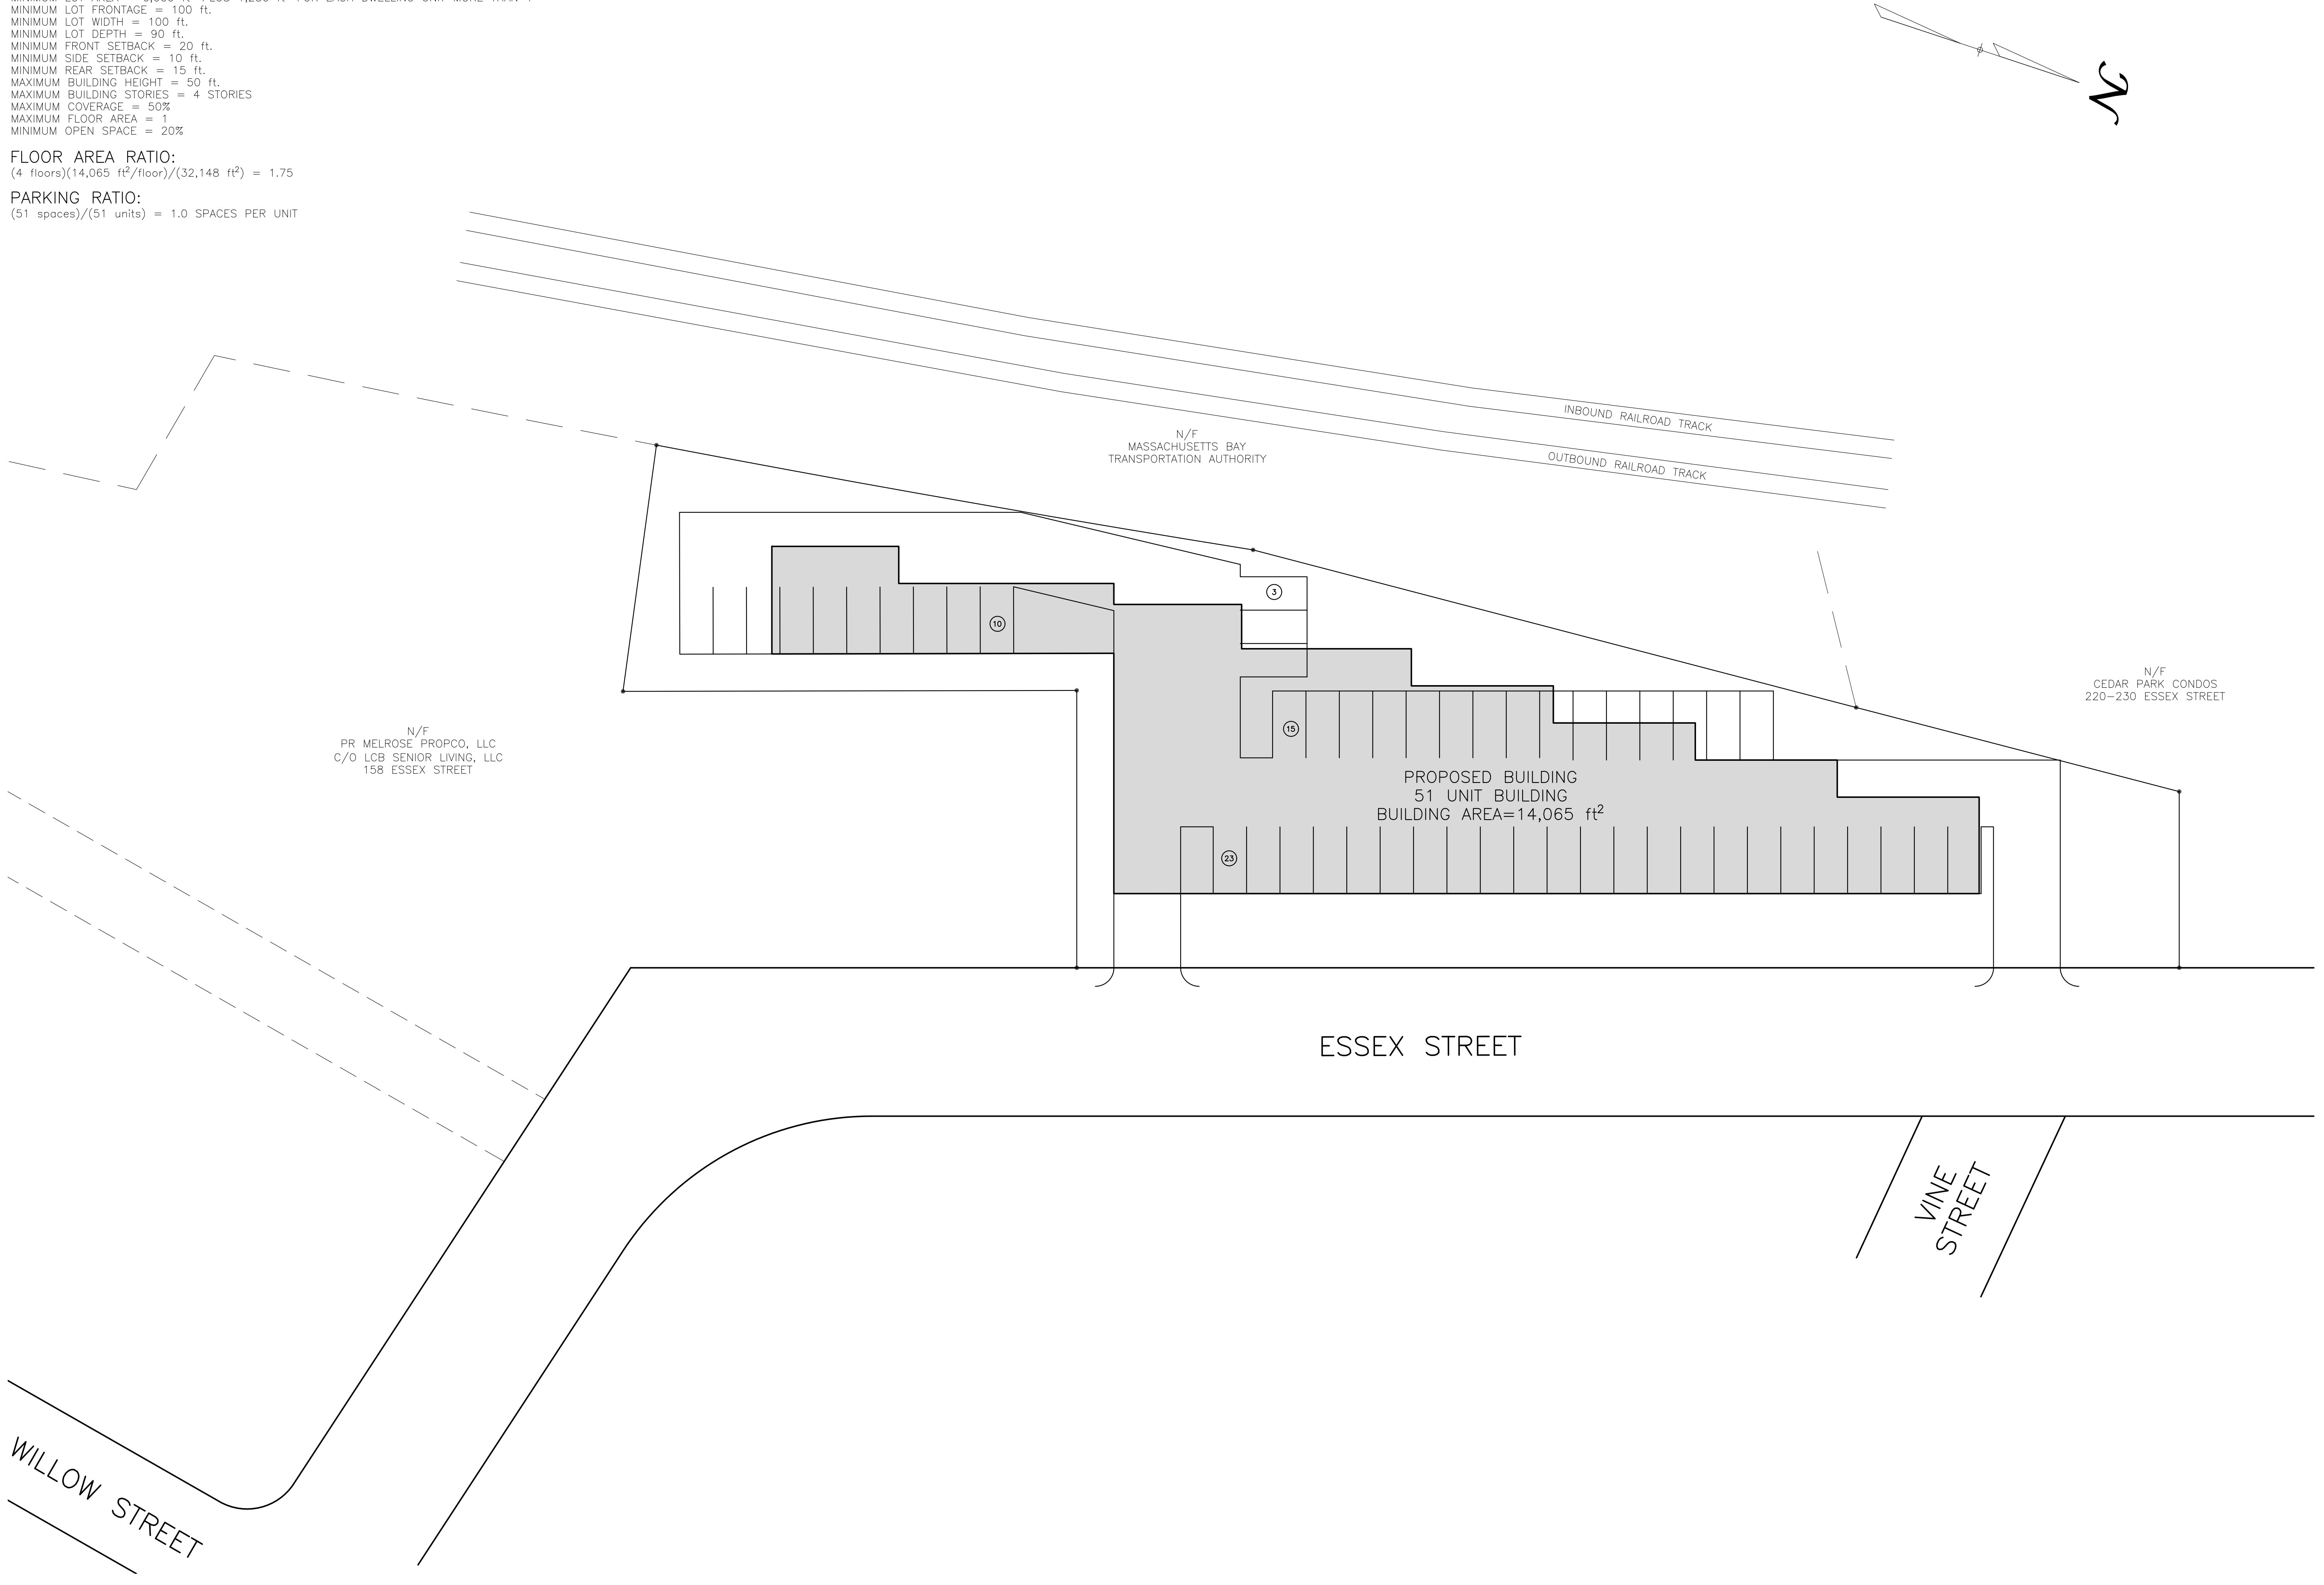 MINIMUM LOT FRONTAGE = 100 ft.
MINIMUM LOT WIDTH = 100 ft.
MINIMUM LOT DEPTH = 90 ft.
MINIMUM FRONT SETBACK = 20 ft.
MINIMUM SIDE SETBACK = 10 ft.
MINIMUM REAR SETBACK = 15 ft.
MAXIMUM BUILDING HEIGHT = 50 ft.
MAXIMUM BUILDING STORIES = 4 STORIES
MAXIMUM COVERAGE = 50%
MAXIMUM FLOOR AREA = 1
MINIMUM OPEN SPACE = 20%
FLOOR AREA RATIO:
(4 floors)(14,065 ft²/floor)/(32,148 ft²) = 1.75
PARKING RATIO:
(51 spaces)/(51 units) = 1.0 SPACES PER UNIT
N
INBOUND RAILROAD TRACK
OUTBOUND RAILROAD TRACK
N/F
MASSACHUSETTS BAY
TRANSPORTATION AUTHORITY
3
10
N/F
CEDAR PARK CONDOS
220-230 ESSEX STREET
N/F
PR MELROSE PROPCO, LLC
C/O LCB SENIOR LIVING, LLC
158 ESSEX STREET
15
PROPOSED BUILDING
51 UNIT BUILDING
BUILDING AREA=14,065 ft²
23
ESSEX STREET
VINE
STREET
WILLOW STREET